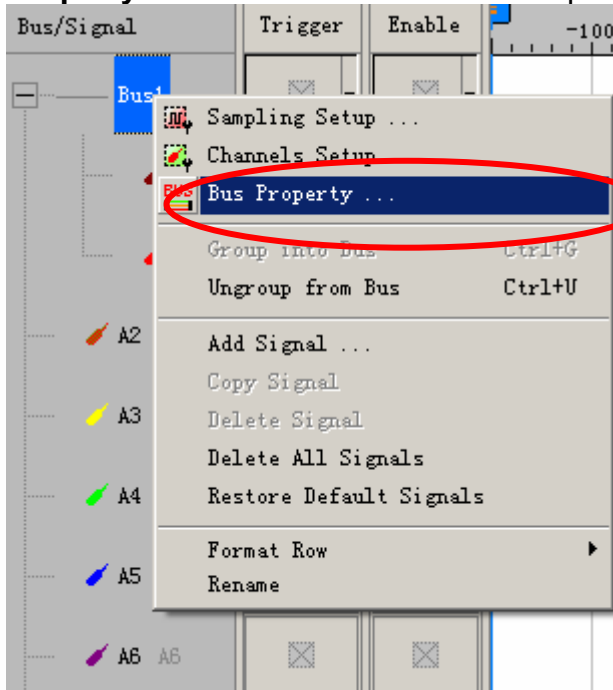 Bus/Signal Trigger Enable -100
Bus1
Sampling Setup ...
Channels Setup
BUS Bus Property ...
Group into Bus Ctrl+G
Ungroup from Bus Ctrl+U
A2 Add Signal ...
Copy Signal
A3 Delete Signal
Delete All Signals
A4 Restore Default Signals
Format Row
A5 Rename
A6 A6